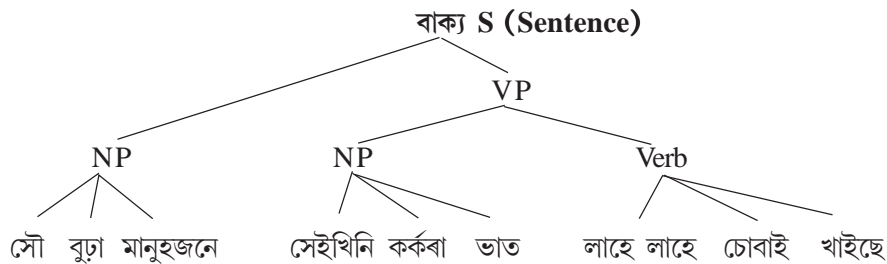 বাক্য S (Sentence)
VP
NP NP Verb
সৌ বুঢ়া মানুহজনে সেইখিনি কৰ্কৰা ভাত লাহে লাহে চোবাই খাইছে